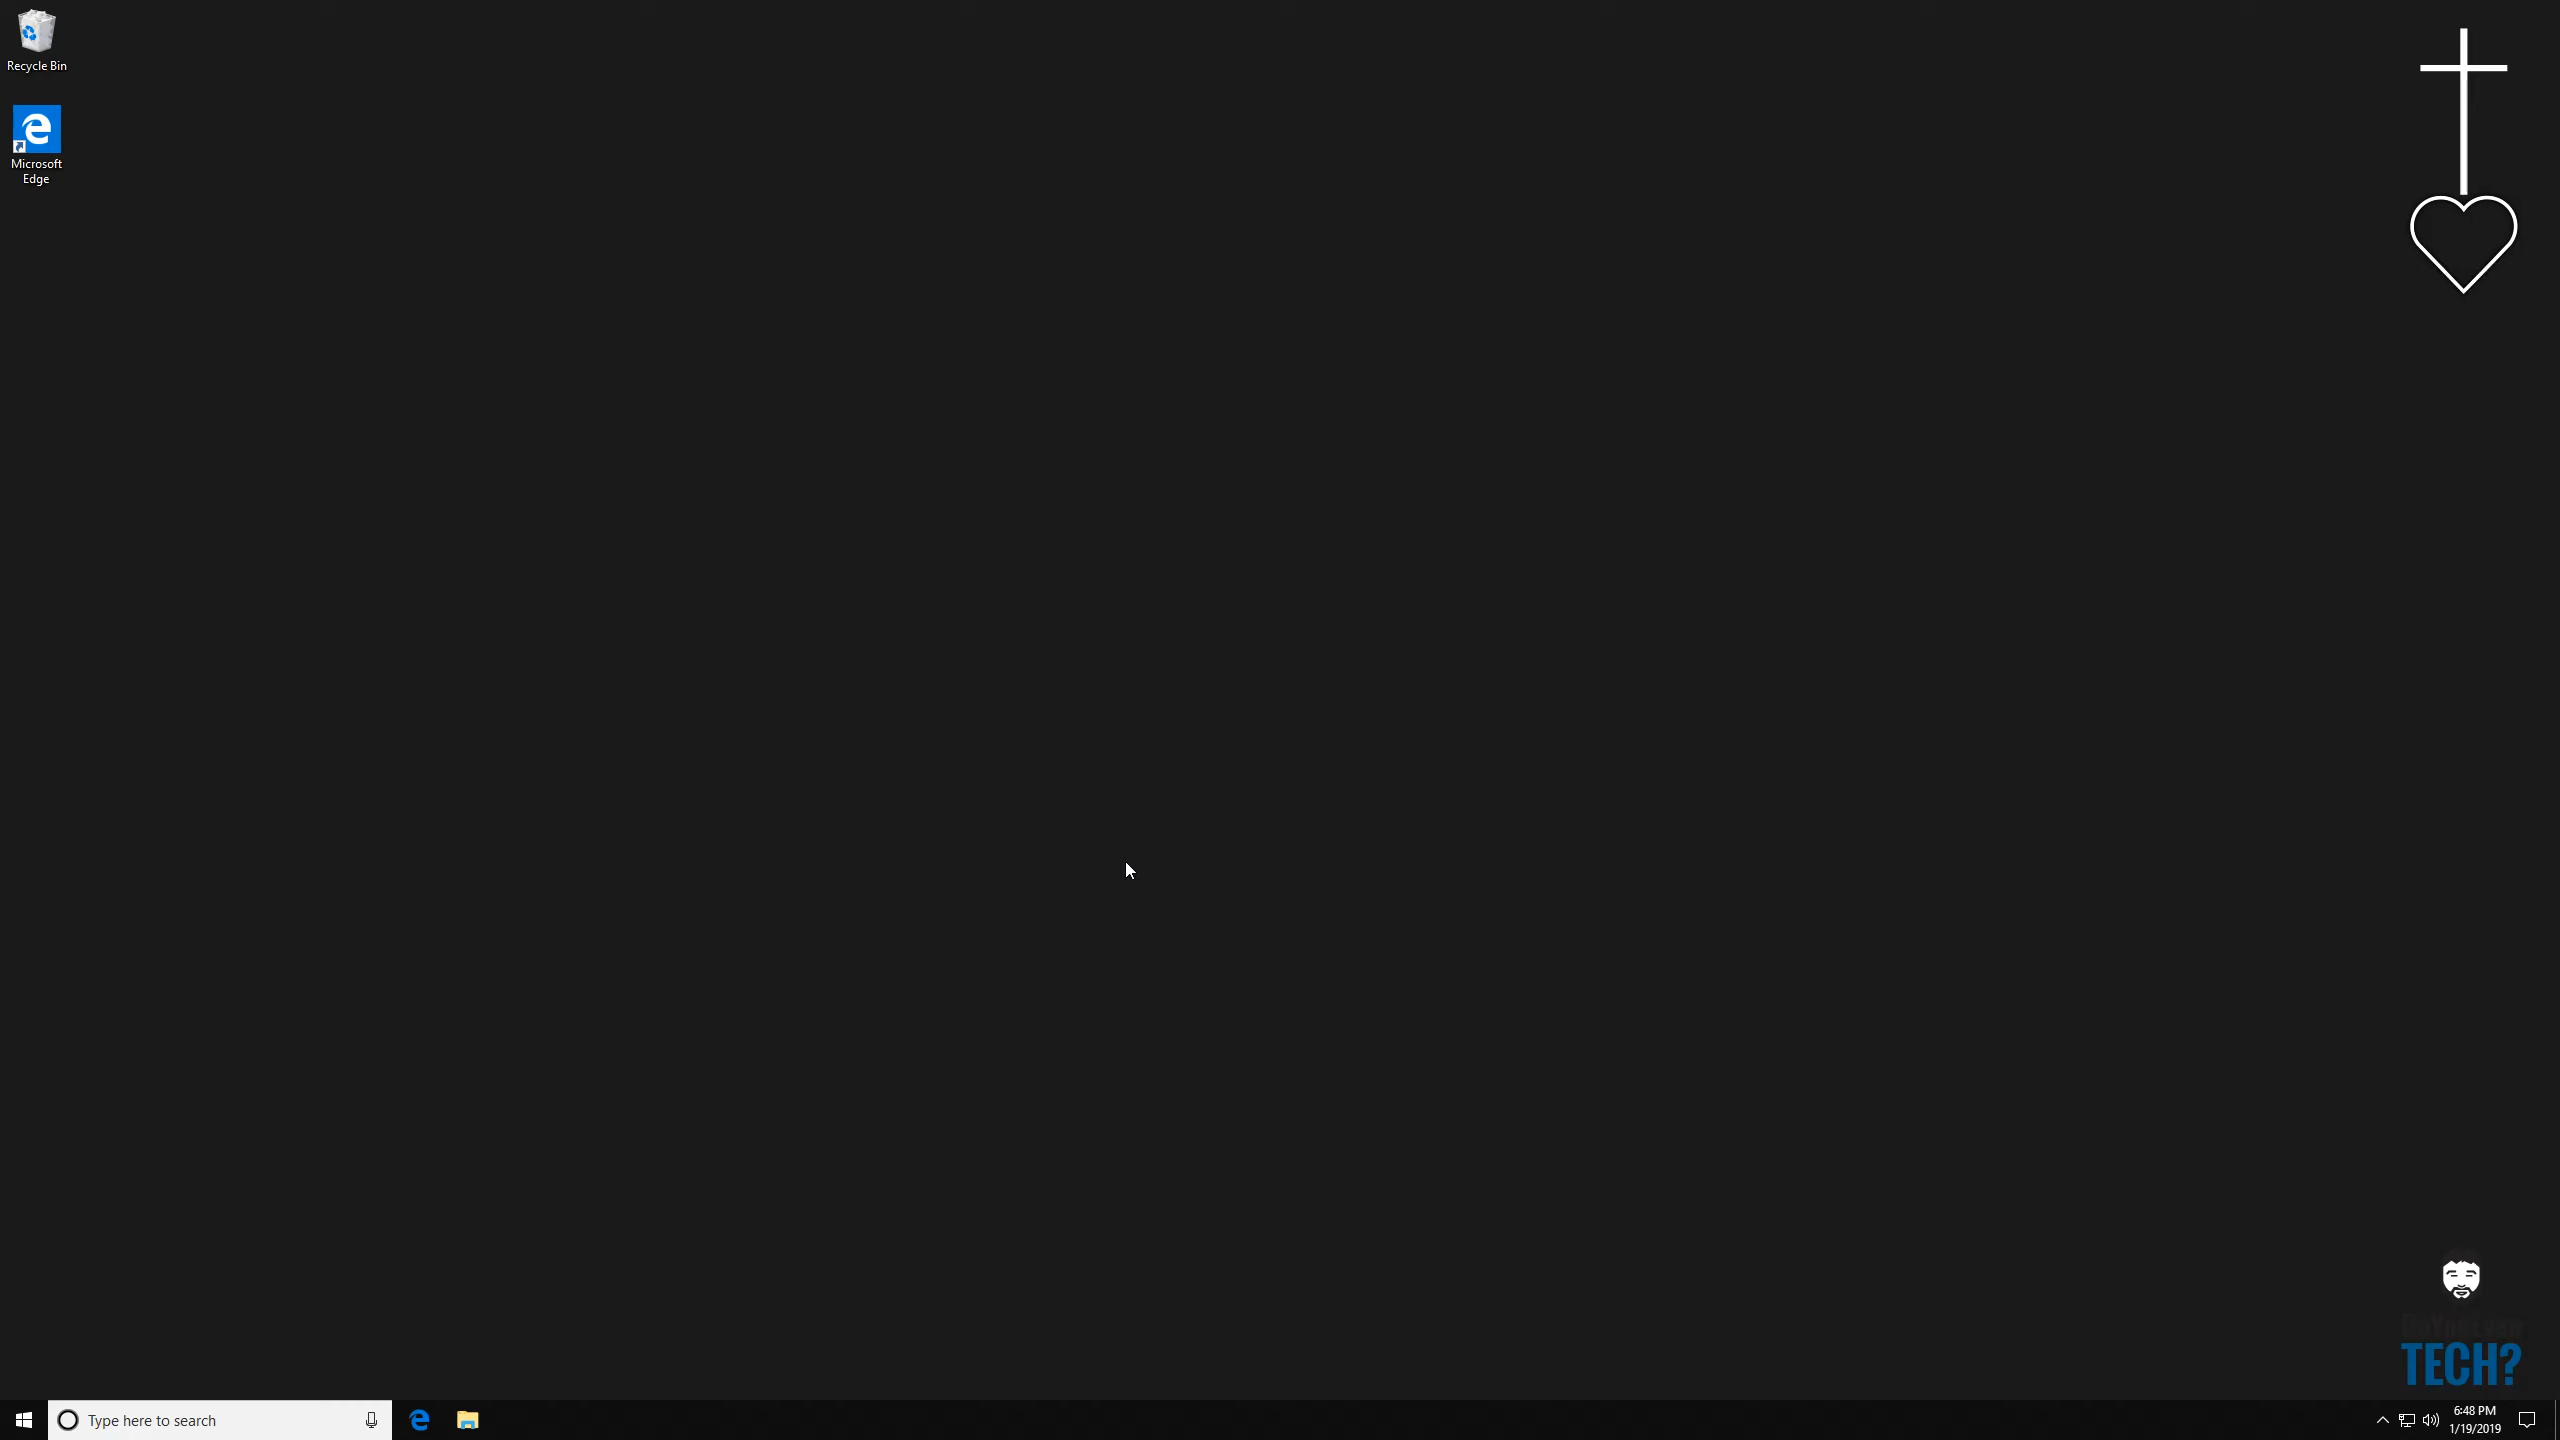 Recycle Bin
Microsoft
Edge
TECH?
Type here to search
6:48 PM
1/19/2019